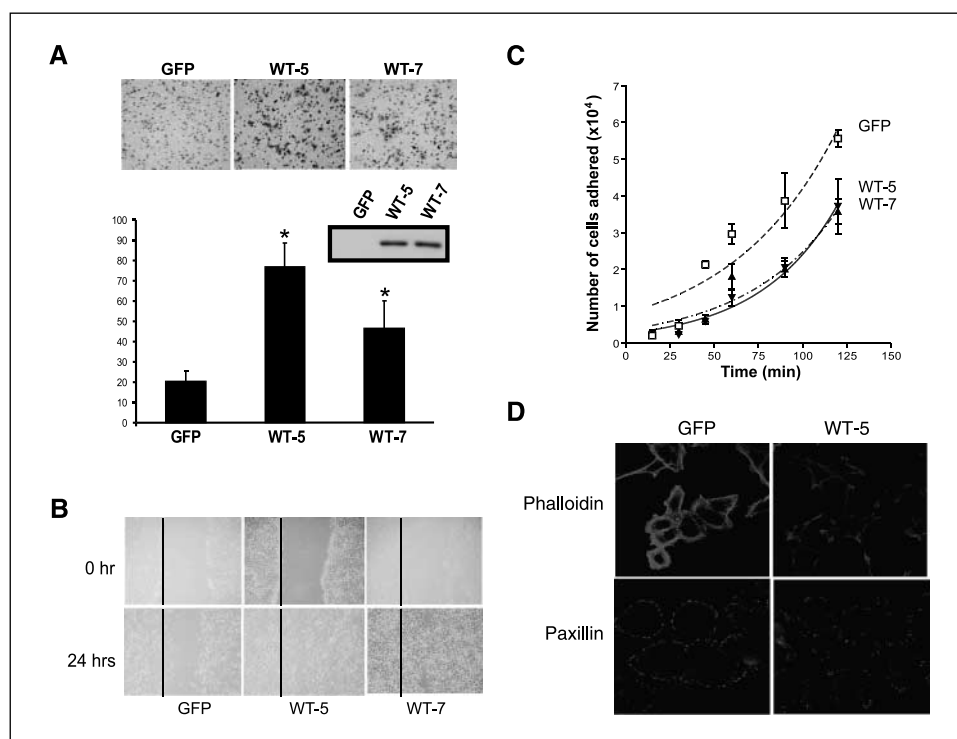 A
GFP WT-5 WT-7
GFP WT-5 WT-7
100
90
80
70
60
50
40
30
20
10
0
* *
GFP WT-5 WT-7
B
0 hr
24 hrs
GFP WT-5 WT-7
C
Number of cells adhered (x10⁴)
7
6
5
4
3
2
1
0
GFP
WT-5
WT-7
0 25 50 75 100 125 150
Time (min)
D
GFP WT-5
Phalloidin
Paxillin